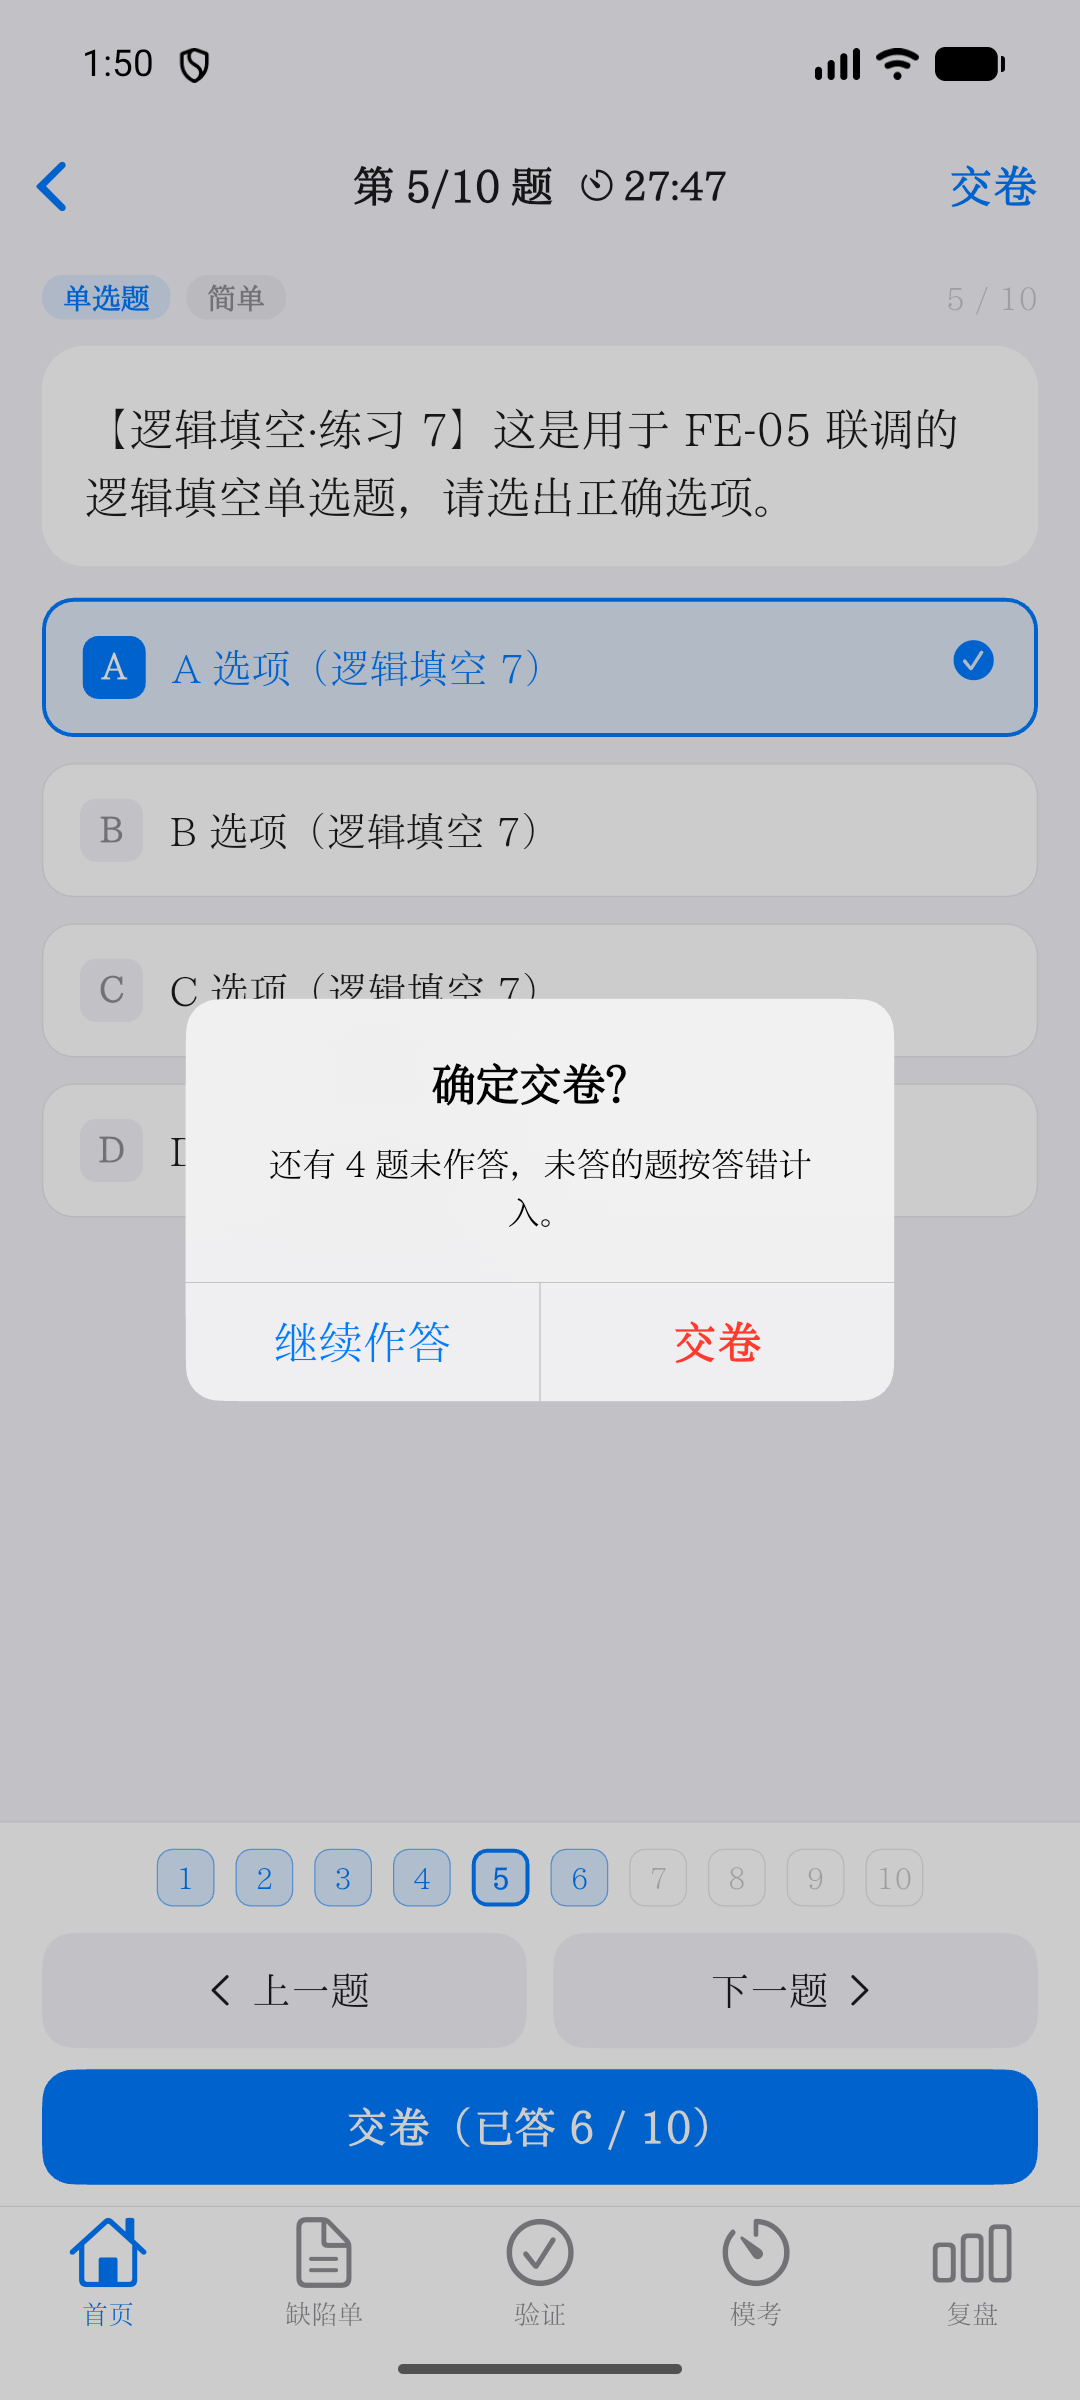 1:50
第 5/10 题 27:47
交卷
单选题 简单
5 / 10
【逻辑填空·练习 7】这是用于 FE-05 联调的
逻辑填空单选题，请选出正确选项。
A A 选项（逻辑填空 7）
B B 选项（逻辑填空 7）
C C 选项（逻辑填空 7）
D
确定交卷？
还有 4 题未作答，未答的题按答错计
入。
继续作答 交卷
1 2 3 4 5 6 7 8 9 10
上一题 下一题
交卷（已答 6 / 10）
首页 缺陷单 验证 模考 复盘